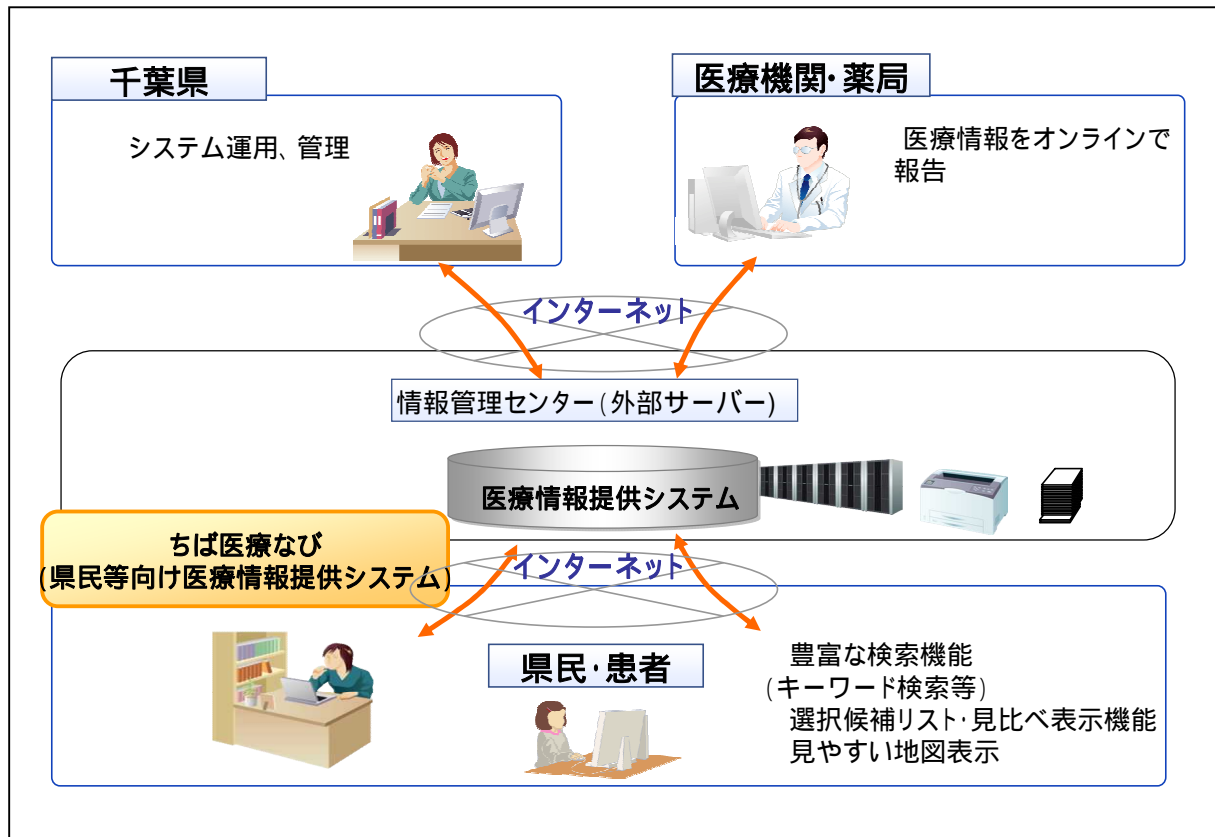 千葉県
システム運用、管理
医療機関・薬局
医療情報をオンラインで
報告
インターネット
情報管理センター(外部サーバー)
医療情報提供システム
ちば医療なび
(県民等向け医療情報提供システム)
インターネット
県民・患者
豊富な検索機能
(キーワード検索等)
選択候補リスト・見比べ表示機能
見やすい地図表示